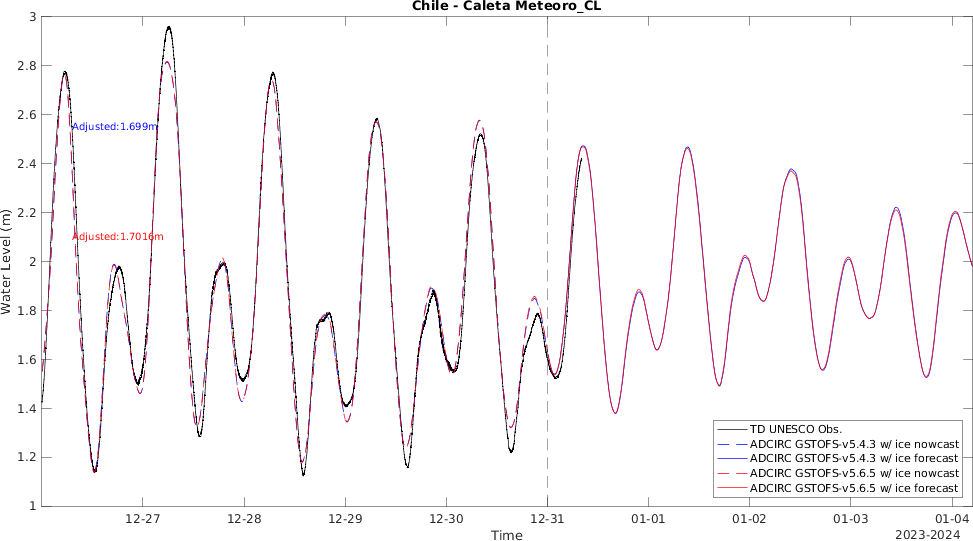 Chile - Caleta Meteoro_CL
3
2.8
2.6
2.4
2.2
2
1.8
1.6
1.4
1.2
1
Water Level (m)
Adjusted:1.699m
Adjusted:1.7016m
TD UNESCO Obs.
ADCIRC GSTOFS-v5.4.3 w/ ice nowcast
ADCIRC GSTOFS-v5.4.3 w/ ice forecast
ADCIRC GSTOFS-v5.6.5 w/ ice nowcast
ADCIRC GSTOFS-v5.6.5 w/ ice forecast
12-27 12-28 12-29 12-30 12-31 01-01 01-02 01-03 01-04
Time
2023-2024